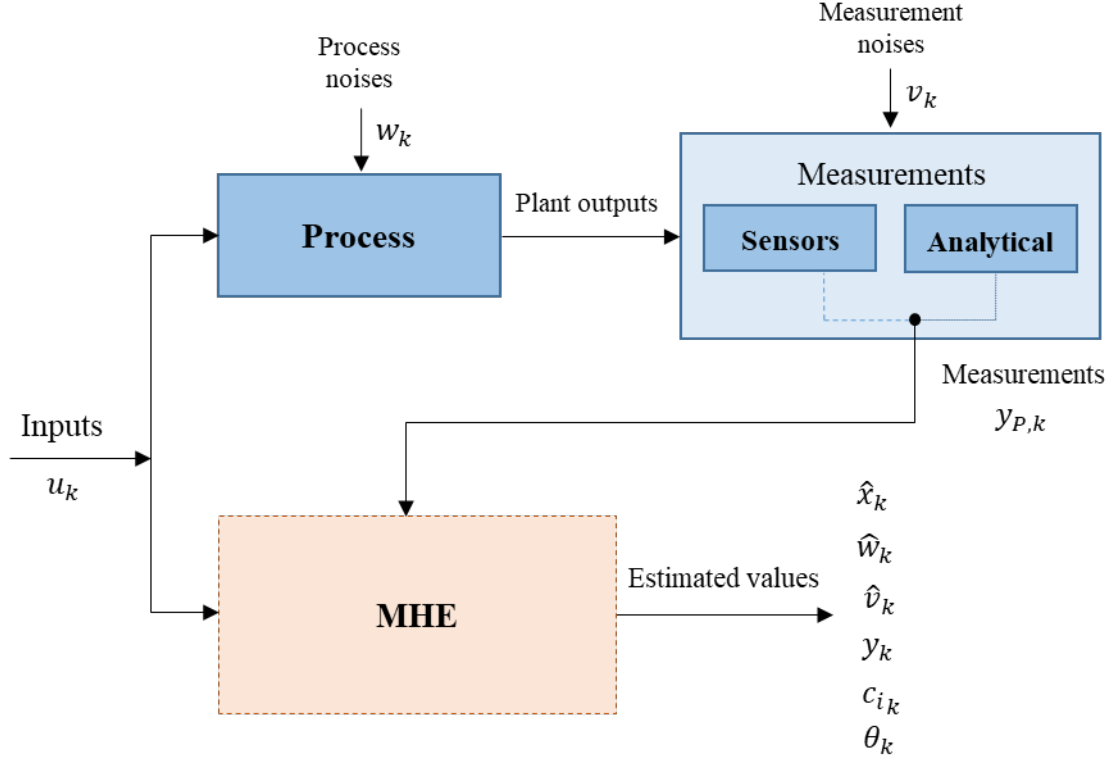 Process
noises
w_k
Measurement
noises
v_k
Process
Plant outputs
Measurements
Sensors
Analytical
Measurements
y_{P,k}
Inputs
u_k
MHE
Estimated values
x̂_k
ŵ_k
v̂_k
y_k
c_{i_k}
θ_k